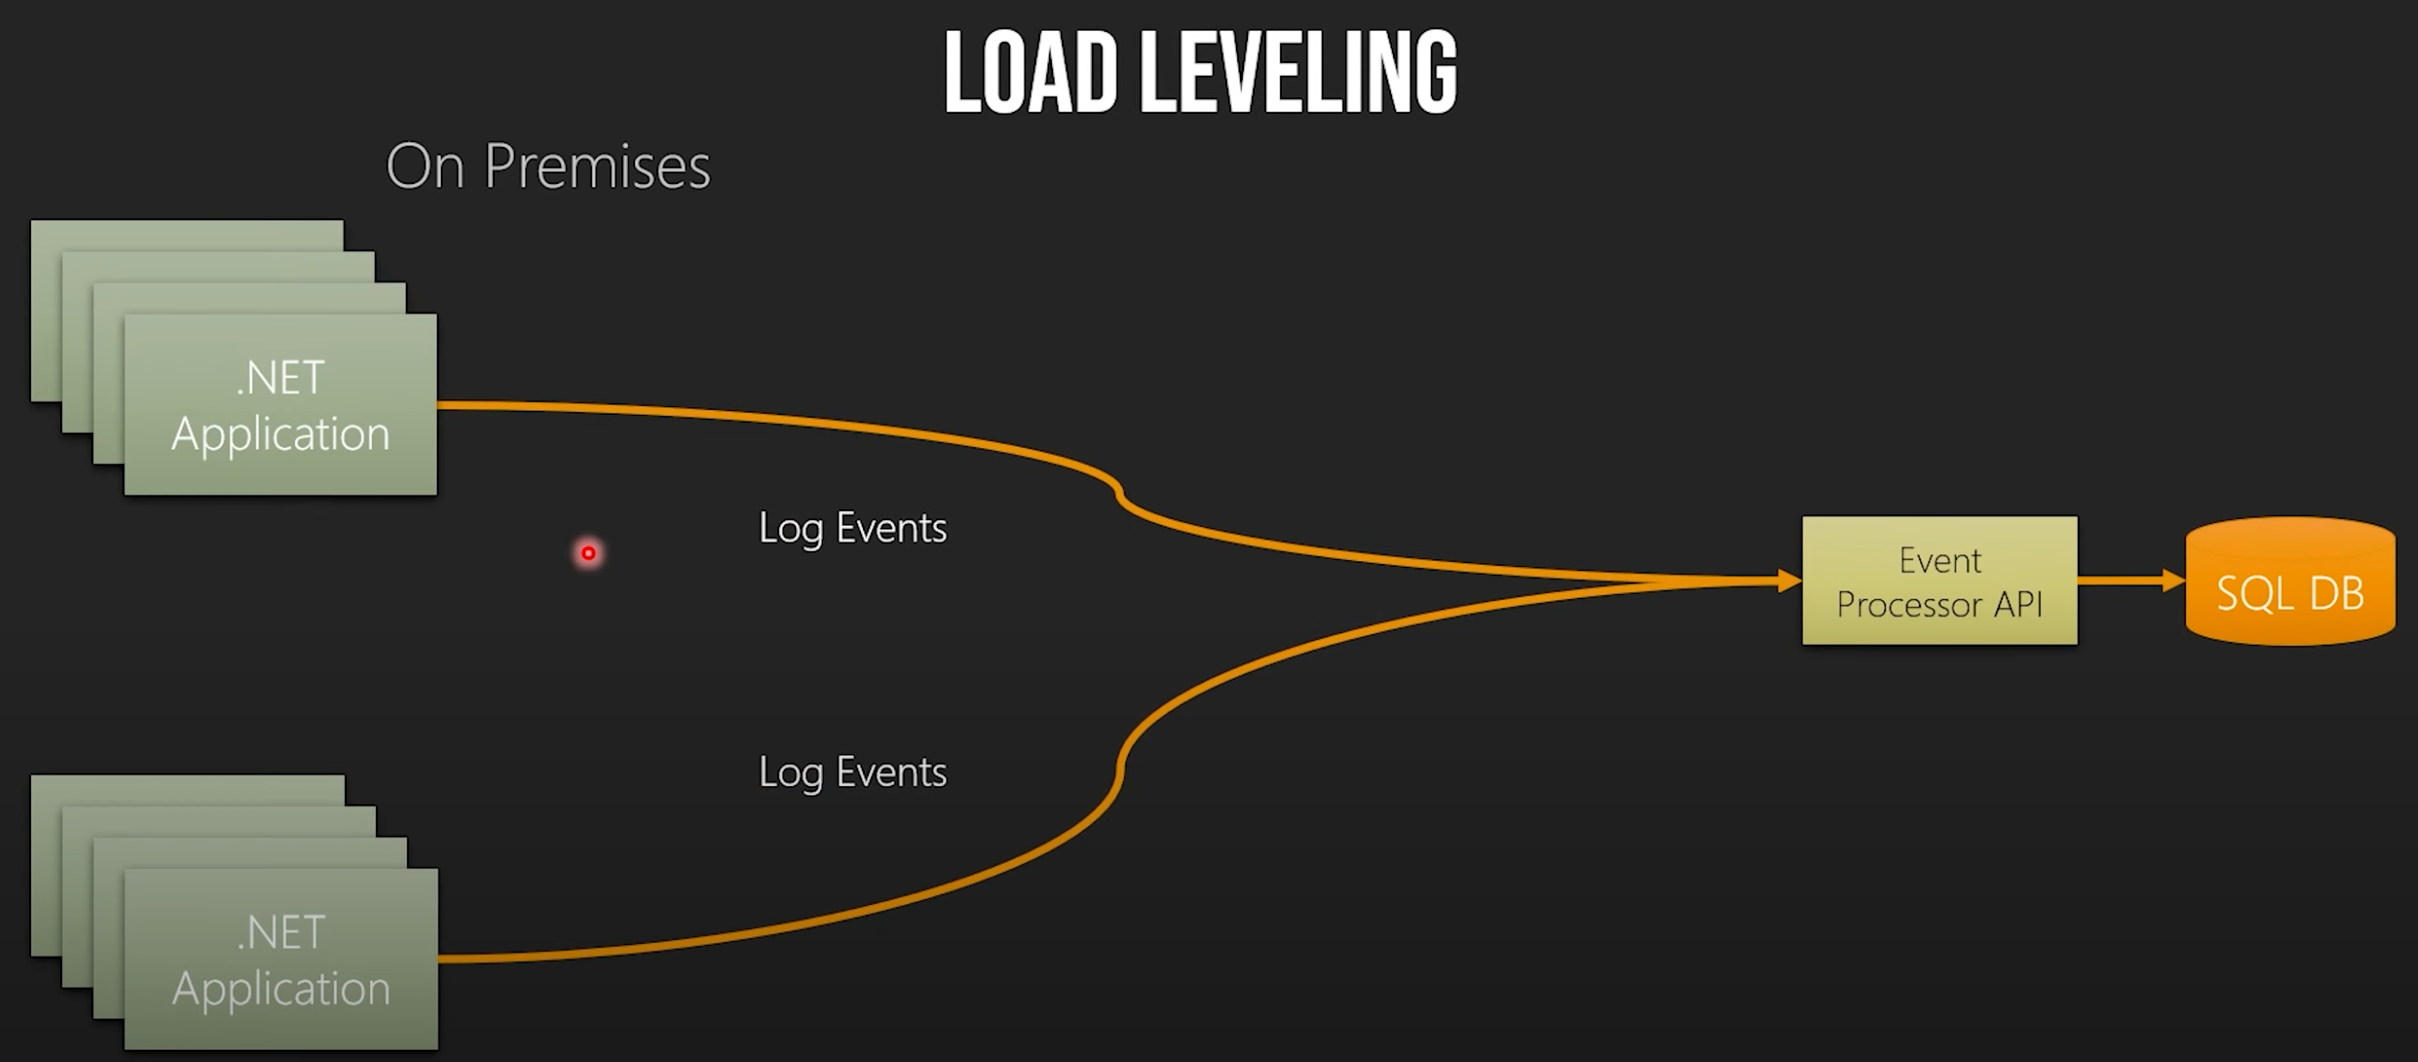 LOAD LEVELING
On Premises
.NET
Application
Log Events
Event
Processor API
SQL DB
Log Events
.NET
Application